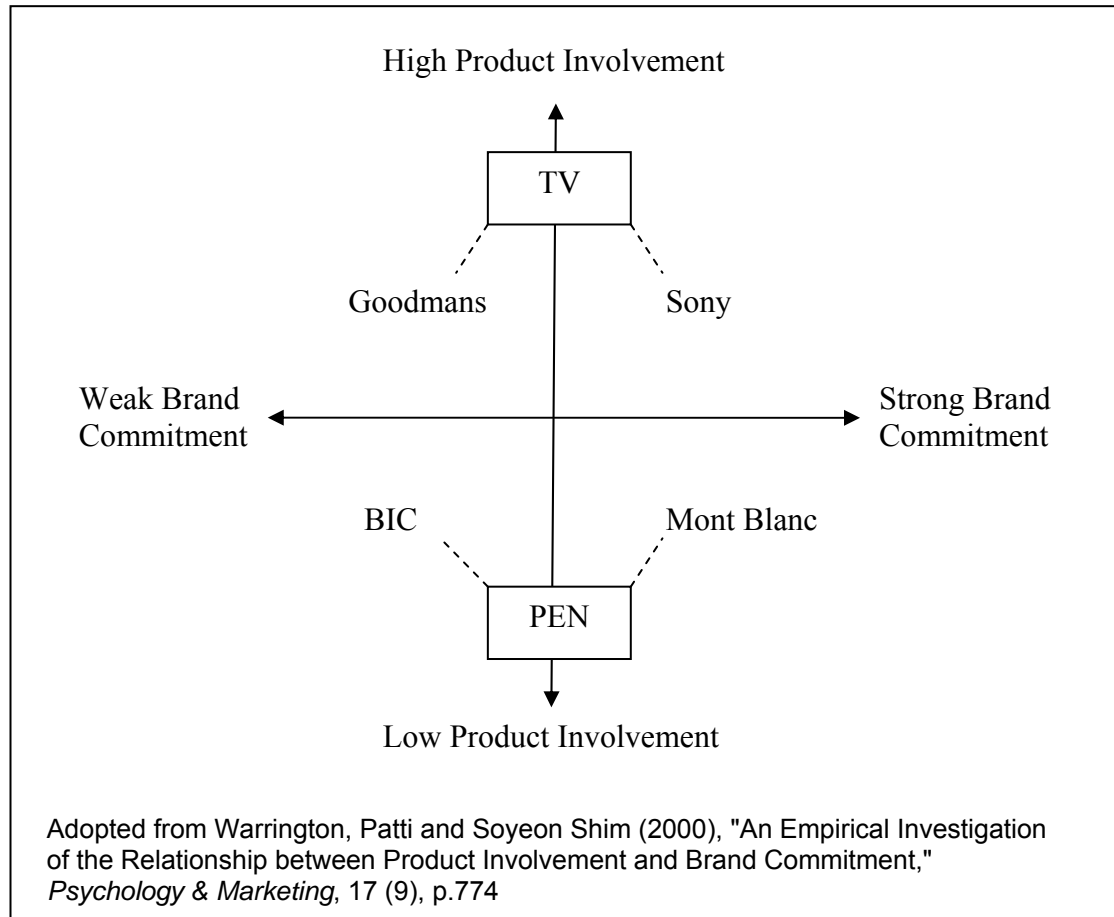 High Product Involvement
TV
Goodmans
Sony
Weak Brand
Commitment
Strong Brand
Commitment
BIC
Mont Blanc
PEN
Low Product Involvement
Adopted from Warrington, Patti and Soyeon Shim (2000), "An Empirical Investigation
of the Relationship between Product Involvement and Brand Commitment,"
Psychology & Marketing, 17 (9), p.774